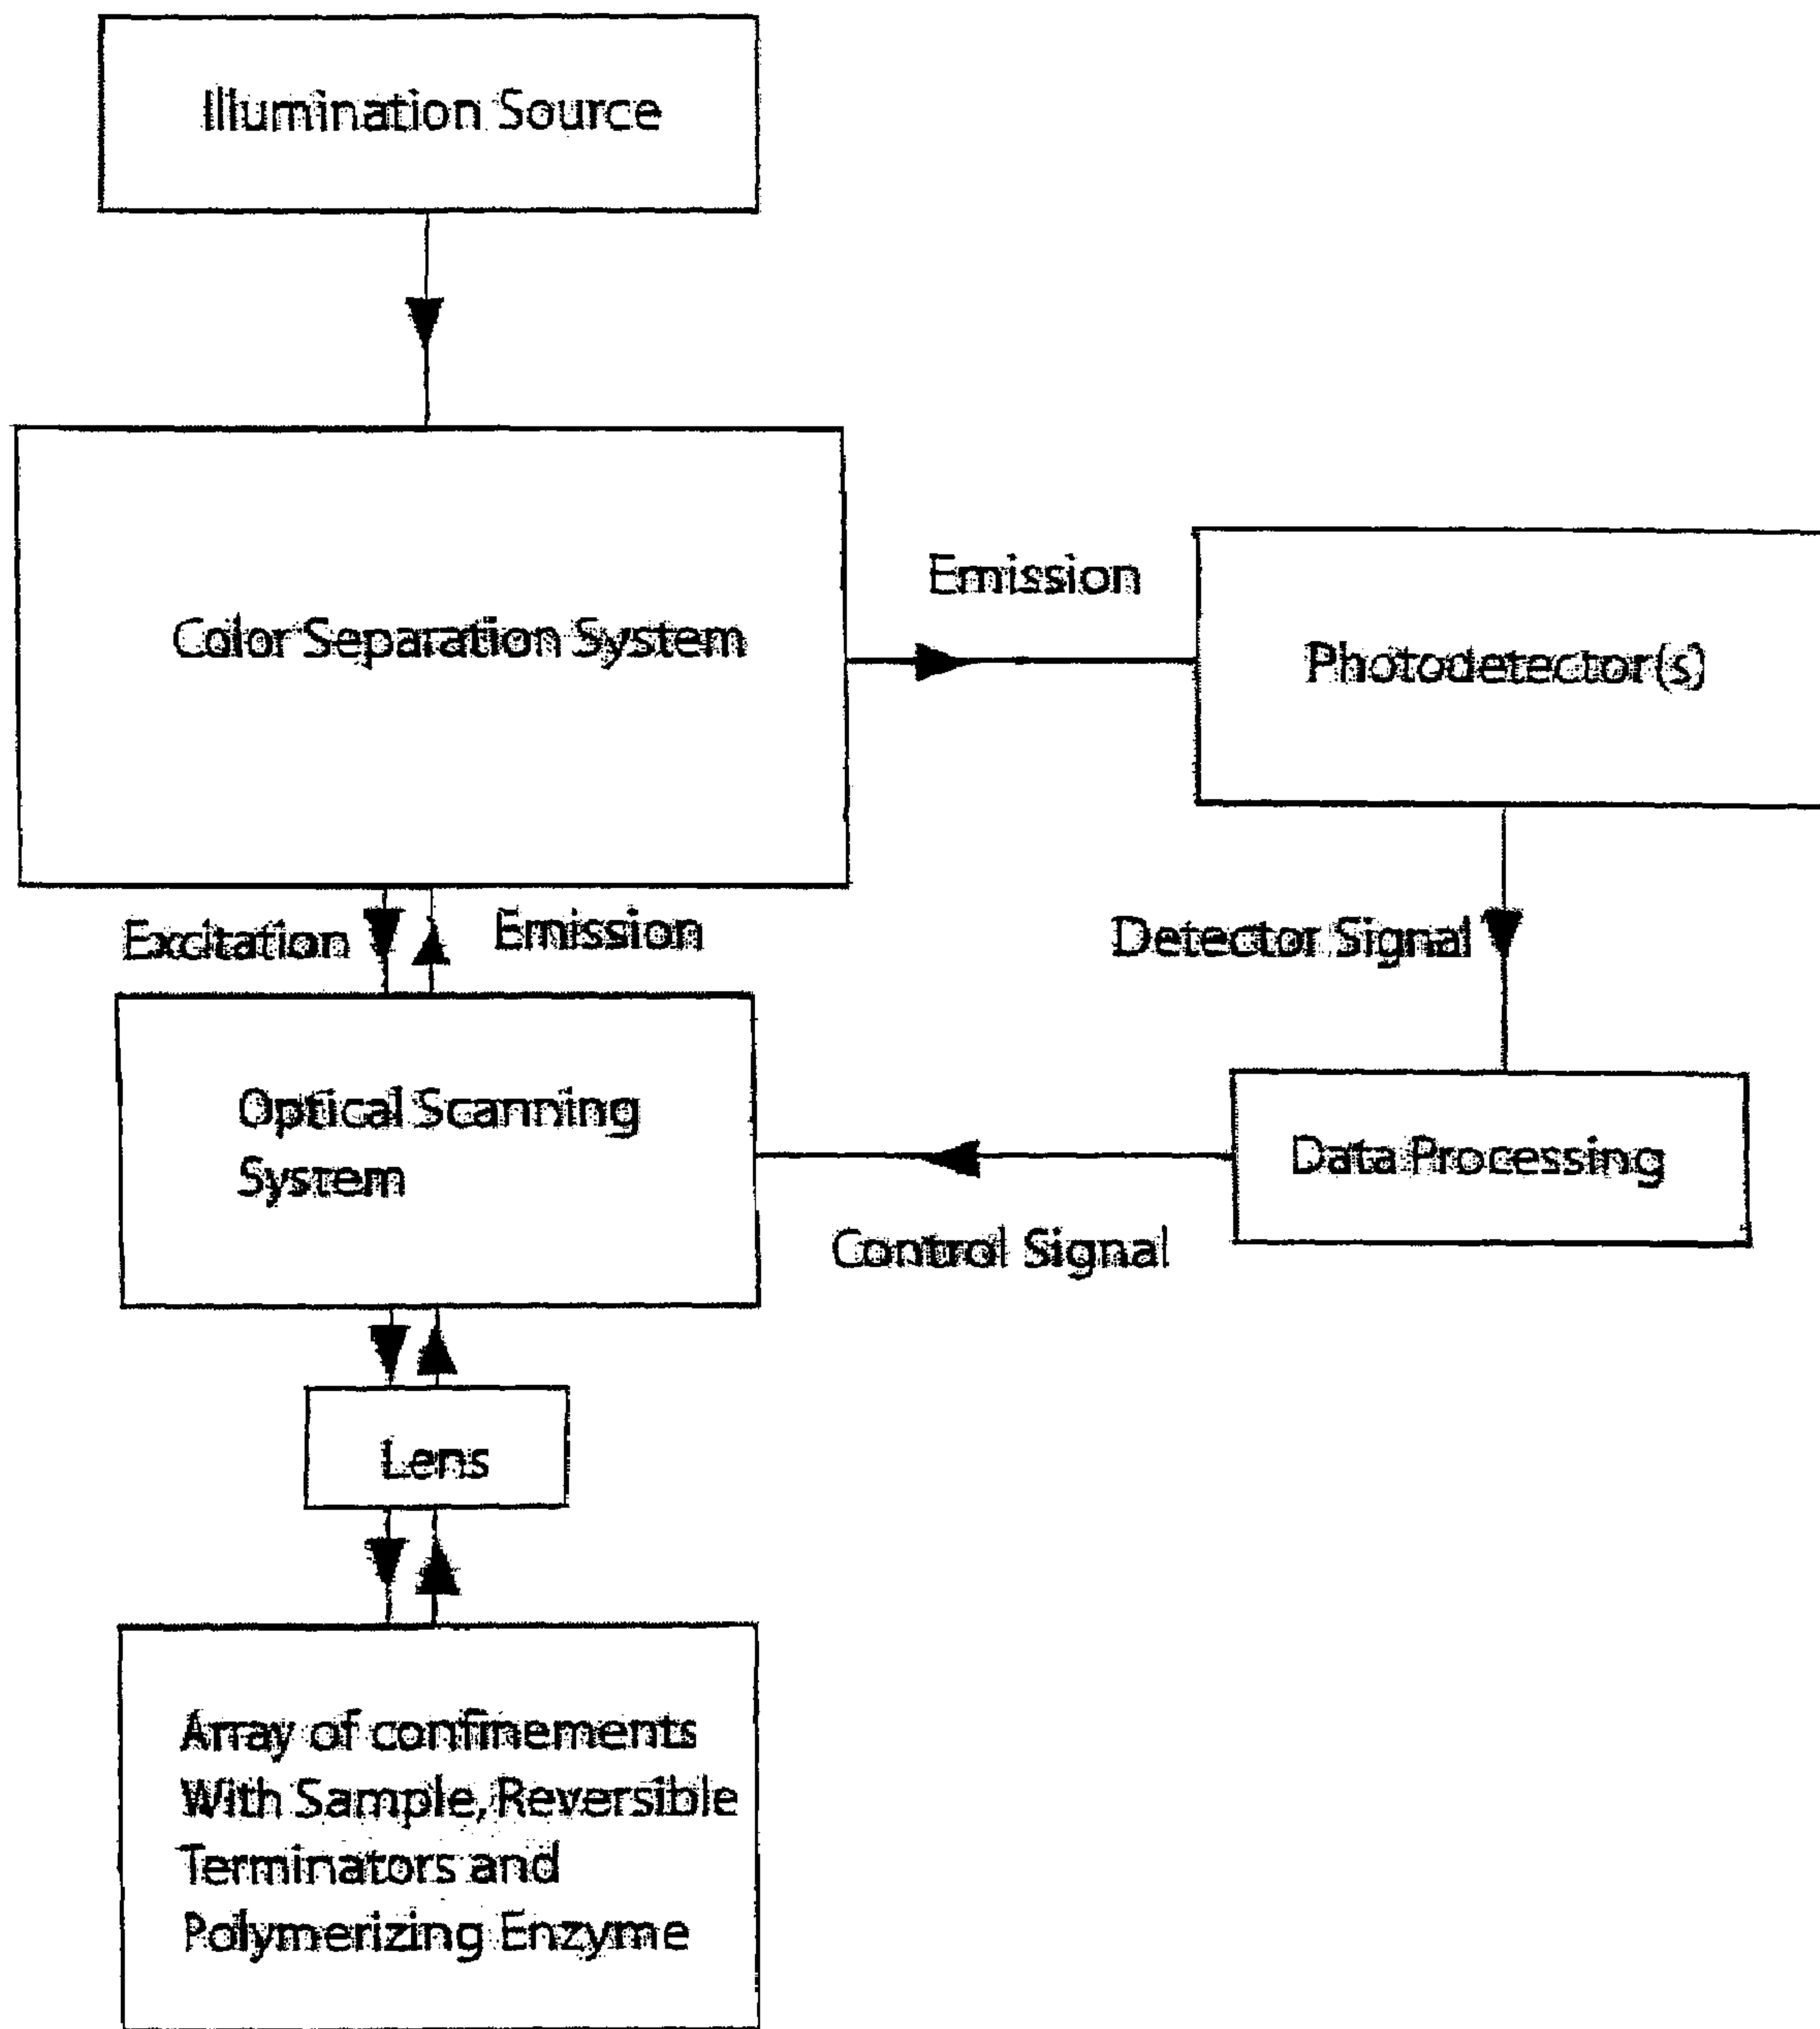 Illumination Source
Color Separation System
Emission
Photodetector(s)
Excitation
Emission
Detector Signal
Optical Scanning
System
Data Processing
Control Signal
Lens
Array of confinements
With Sample, Reversible
Terminators and
Polymerizing Enzyme